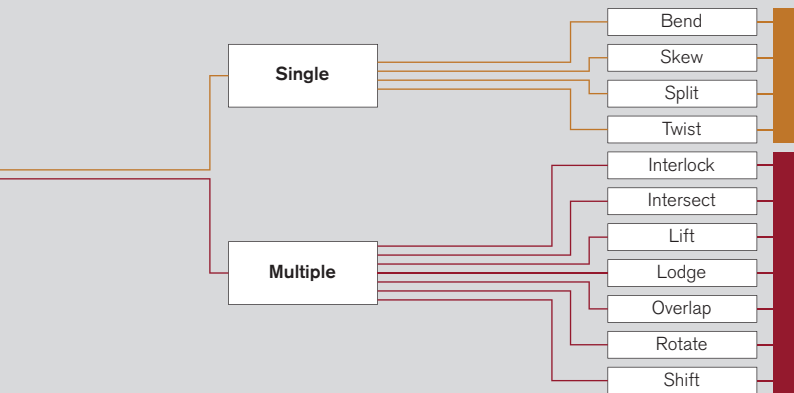 Single
Bend
Skew
Split
Twist
Multiple
Interlock
Intersect
Lift
Lodge
Overlap
Rotate
Shift